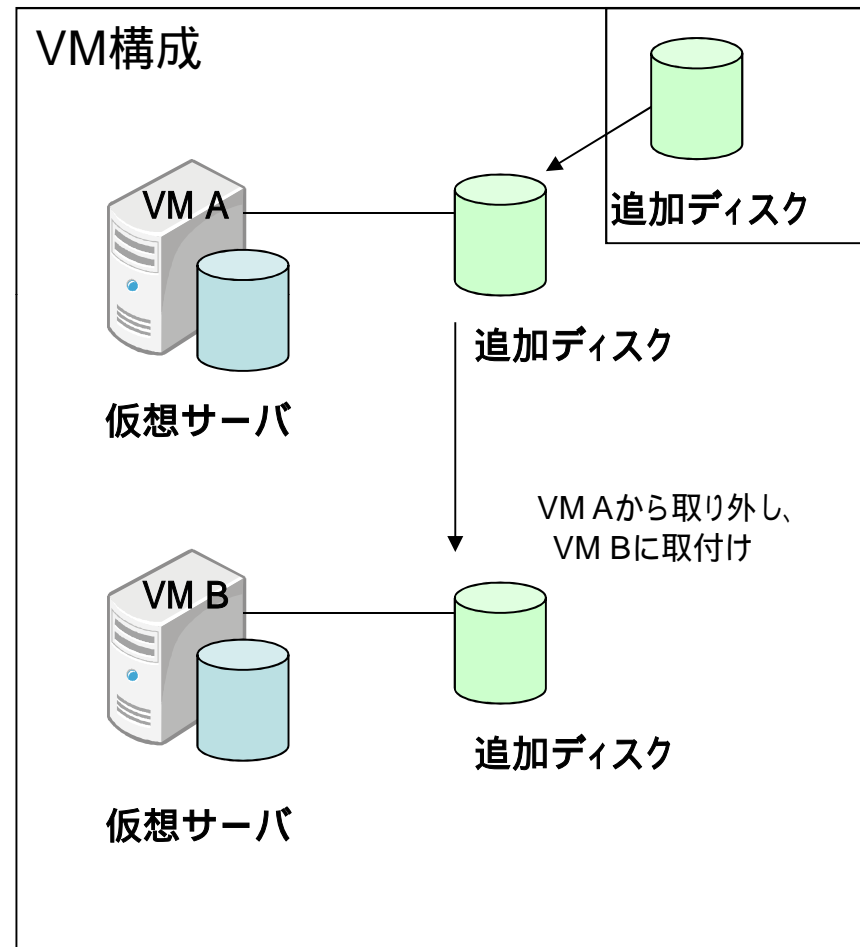 VM構成
追加ディスク
VM A
追加ディスク
仮想サーバ
VM Aから取り外し、
VM Bに取付け
VM B
追加ディスク
仮想サーバ